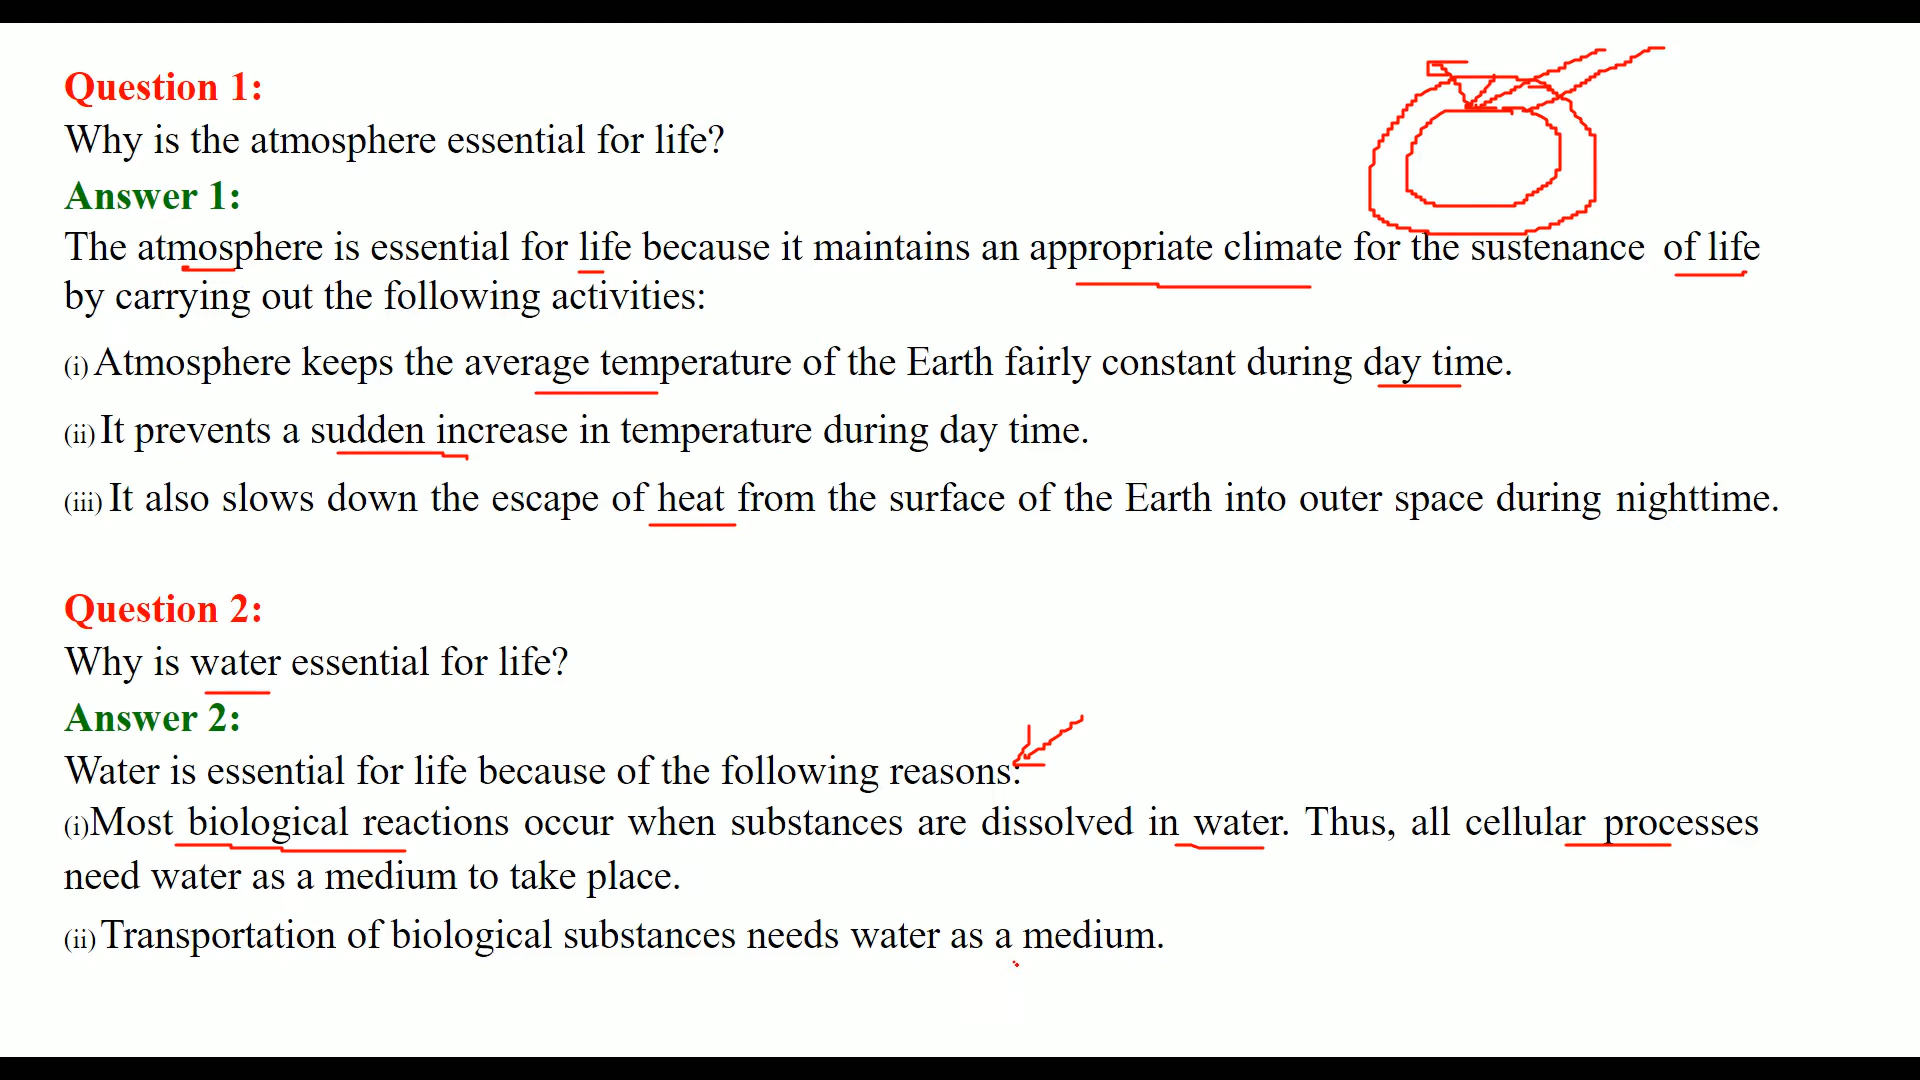 Question 1:
Why is the atmosphere essential for life?
Answer 1:
The atmosphere is essential for life because it maintains an appropriate climate for the sustenance of life
by carrying out the following activities:
(i) Atmosphere keeps the average temperature of the Earth fairly constant during day time.
(ii) It prevents a sudden increase in temperature during day time.
(iii) It also slows down the escape of heat from the surface of the Earth into outer space during nighttime.
Question 2:
Why is water essential for life?
Answer 2:
Water is essential for life because of the following reasons:
(i)Most biological reactions occur when substances are dissolved in water. Thus, all cellular processes
need water as a medium to take place.
(ii) Transportation of biological substances needs water as a medium.